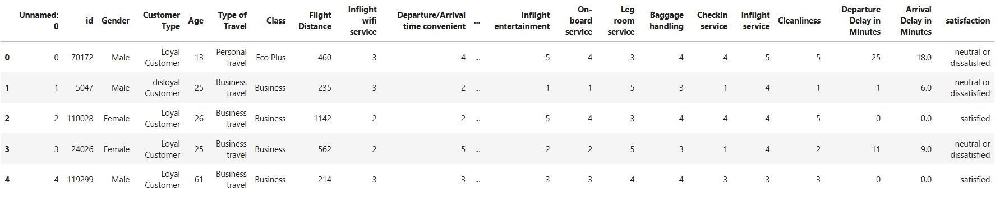 Unnamed: 0 id Gender Customer Type Age Type of Travel Class Flight Distance Inflight wifi service Departure/Arrival time convenient ... Inflight entertainment On-board service Leg room service Baggage handling Checkin service Inflight service Cleanliness Departure Delay in Minutes Arrival Delay in Minutes satisfaction
0 0 70172 Male Loyal Customer 13 Personal Travel Eco Plus 460 3 4 ... 5 4 3 4 4 5 5 25 18.0 neutral or dissatisfied
1 1 5047 Male disloyal Customer 25 Business travel Business 235 3 2 ... 1 1 5 3 1 4 1 1 6.0 neutral or dissatisfied
2 2 110028 Female Loyal Customer 26 Business travel Business 1142 2 2 ... 5 4 3 4 4 4 5 0 0.0 satisfied
3 3 24026 Female Loyal Customer 25 Business travel Business 562 2 5 ... 2 2 5 3 1 4 2 11 9.0 neutral or dissatisfied
4 4 119299 Male Loyal Customer 61 Business travel Business 214 3 3 ... 3 3 4 4 3 3 3 0 0.0 satisfied